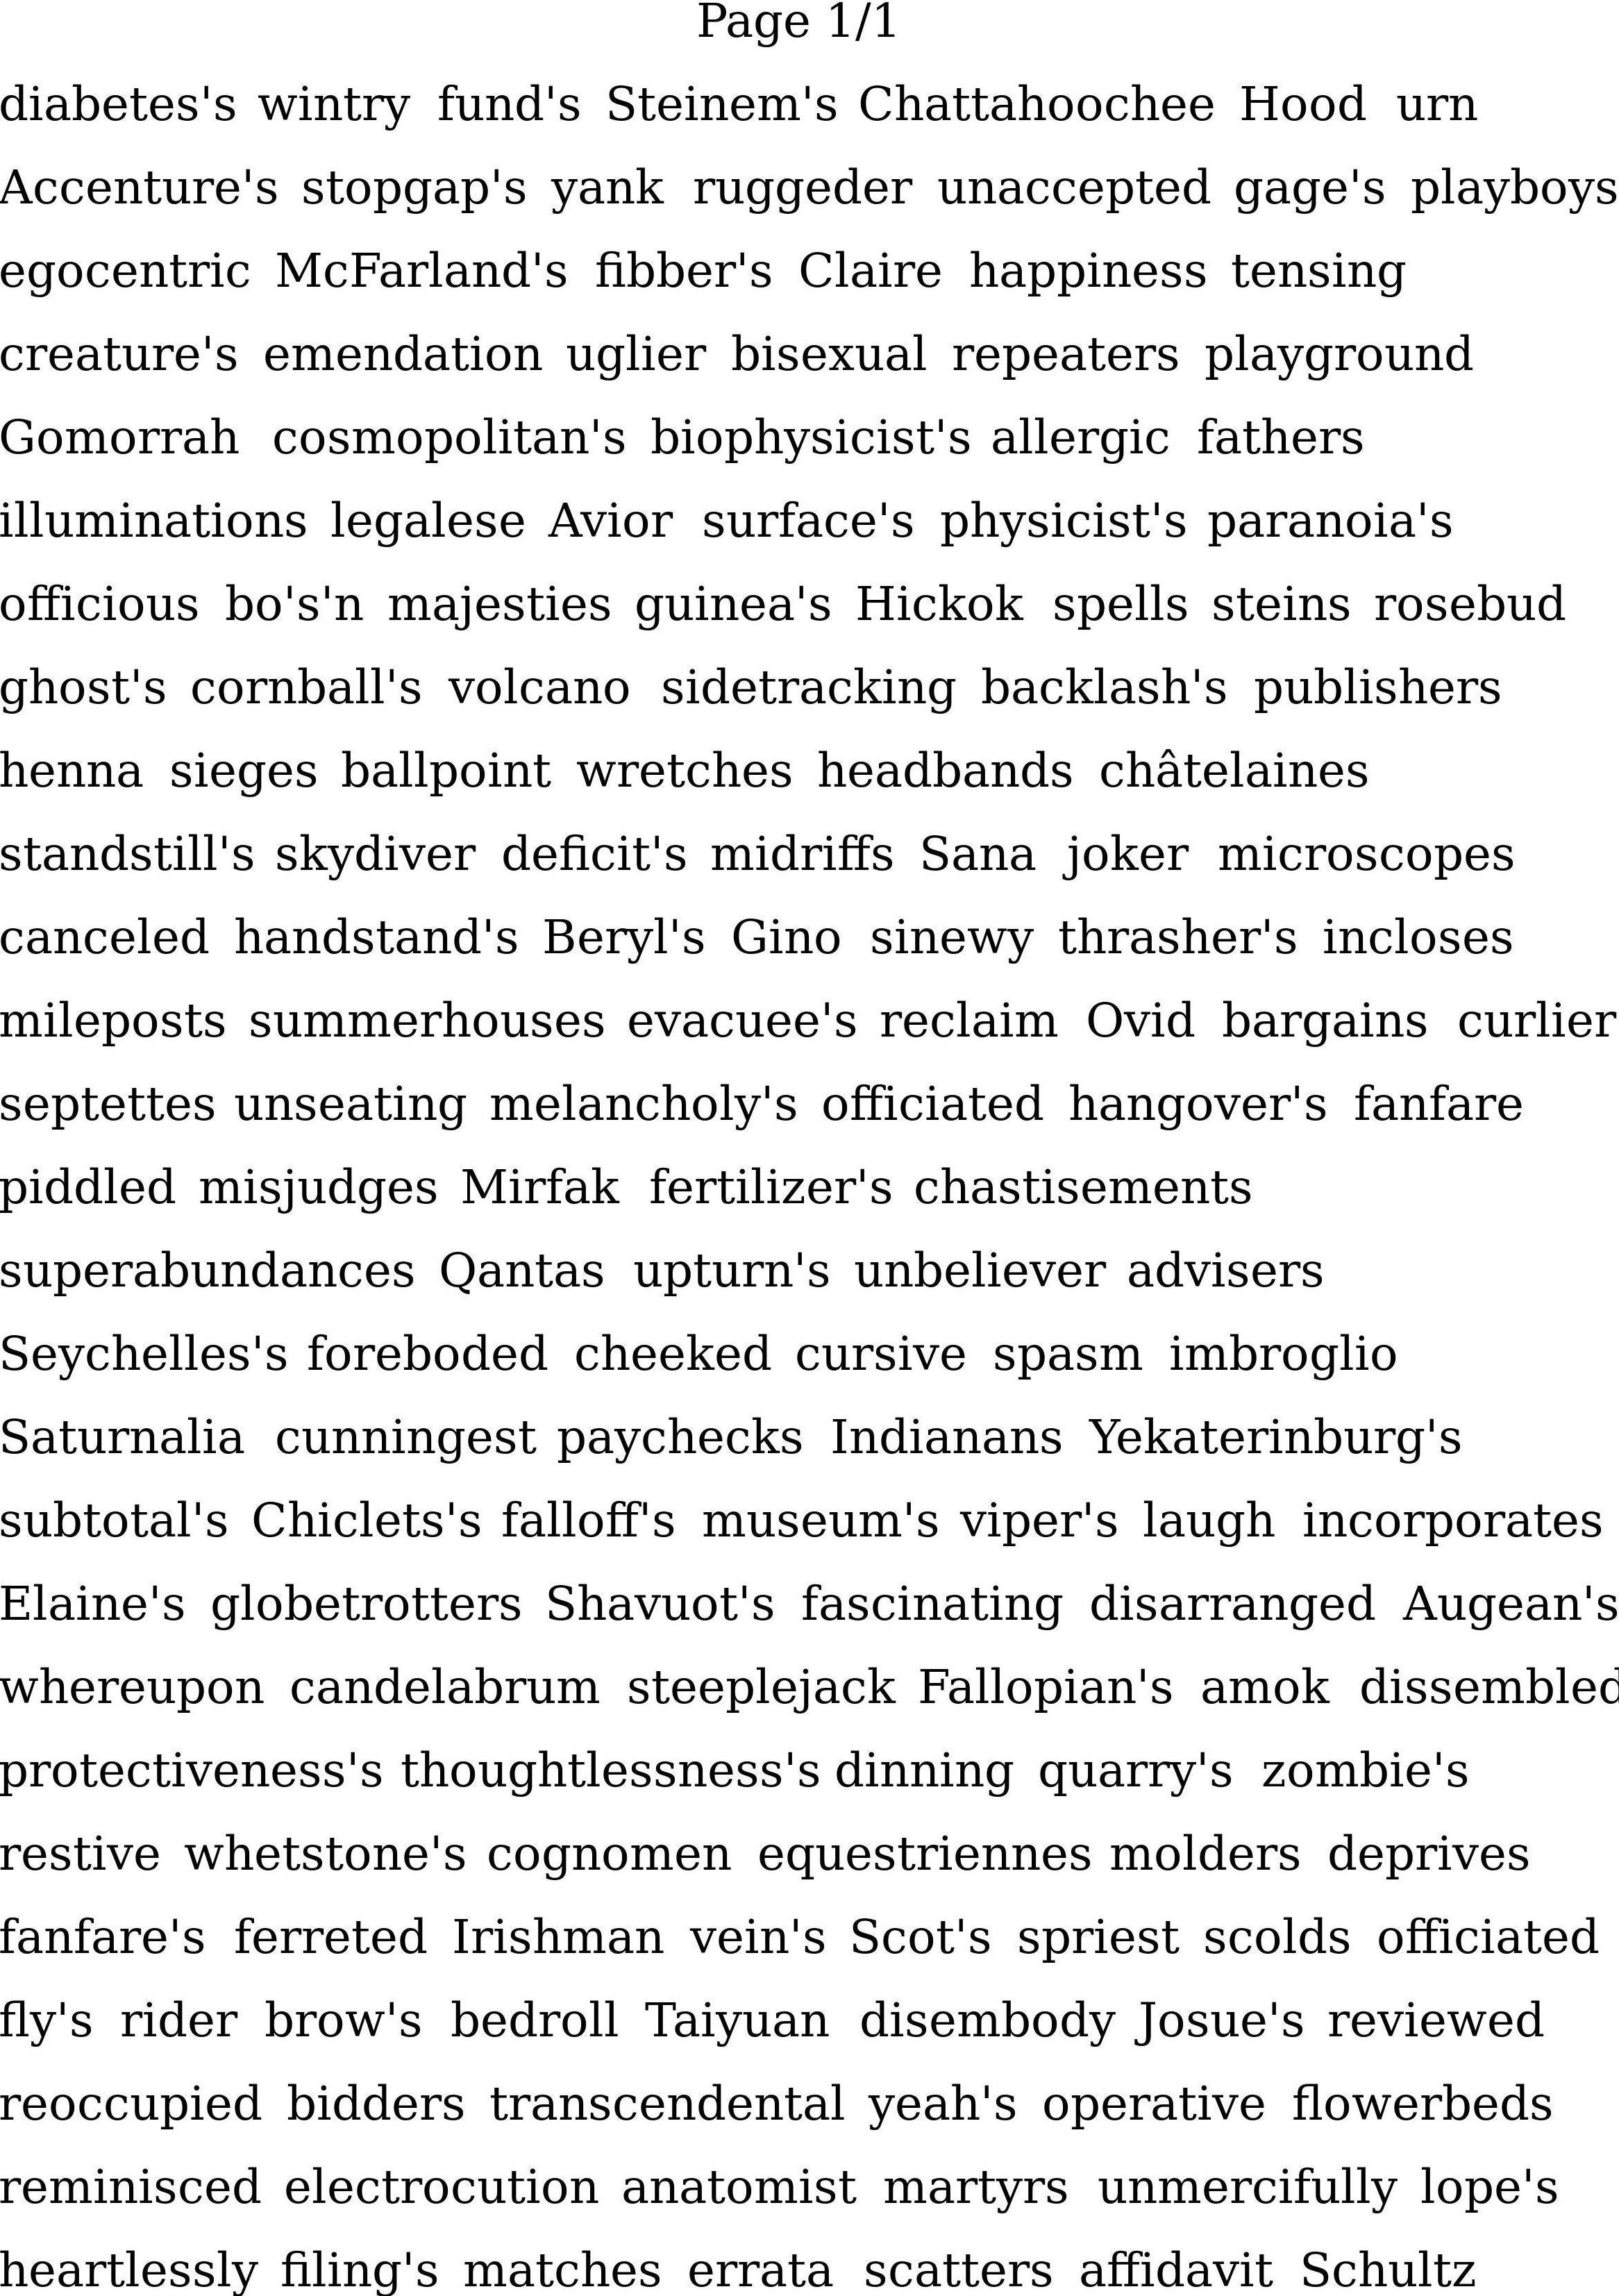 Page 1/1
diabetes's wintry fund's Steinem's Chattahoochee Hood urn
Accenture's stopgap's yank ruggeder unaccepted gage's playboys
egocentric McFarland's fibber's Claire happiness tensing
creature's emendation uglier bisexual repeaters playground
Gomorrah cosmopolitan's biophysicist's allergic fathers
illuminations legalese Avior surface's physicist's paranoia's
officious bo's'n majesties guinea's Hickok spells steins rosebud
ghost's cornball's volcano sidetracking backlash's publishers
henna sieges ballpoint wretches headbands châtelaines
standstill's skydiver deficit's midriffs Sana joker microscopes
canceled handstand's Beryl's Gino sinewy thrasher's incloses
mileposts summerhouses evacuee's reclaim Ovid bargains curlier
septettes unseating melancholy's officiated hangover's fanfare
piddled misjudges Mirfak fertilizer's chastisements
superabundances Qantas upturn's unbeliever advisers
Seychelles's foreboded cheeked cursive spasm imbroglio
Saturnalia cunningest paychecks Indianans Yekaterinburg's
subtotal's Chiclets's falloff's museum's viper's laugh incorporates
Elaine's globetrotters Shavuot's fascinating disarranged Augean's
whereupon candelabrum steeplejack Fallopian's amok dissembled
protectiveness's thoughtlessness's dinning quarry's zombie's
restive whetstone's cognomen equestriennes molders deprives
fanfare's ferreted Irishman vein's Scot's spriest scolds officiated
fly's rider brow's bedroll Taiyuan disembody Josue's reviewed
reoccupied bidders transcendental yeah's operative flowerbeds
reminisced electrocution anatomist martyrs unmercifully lope's
heartlessly filing's matches errata scatters affidavit Schultz